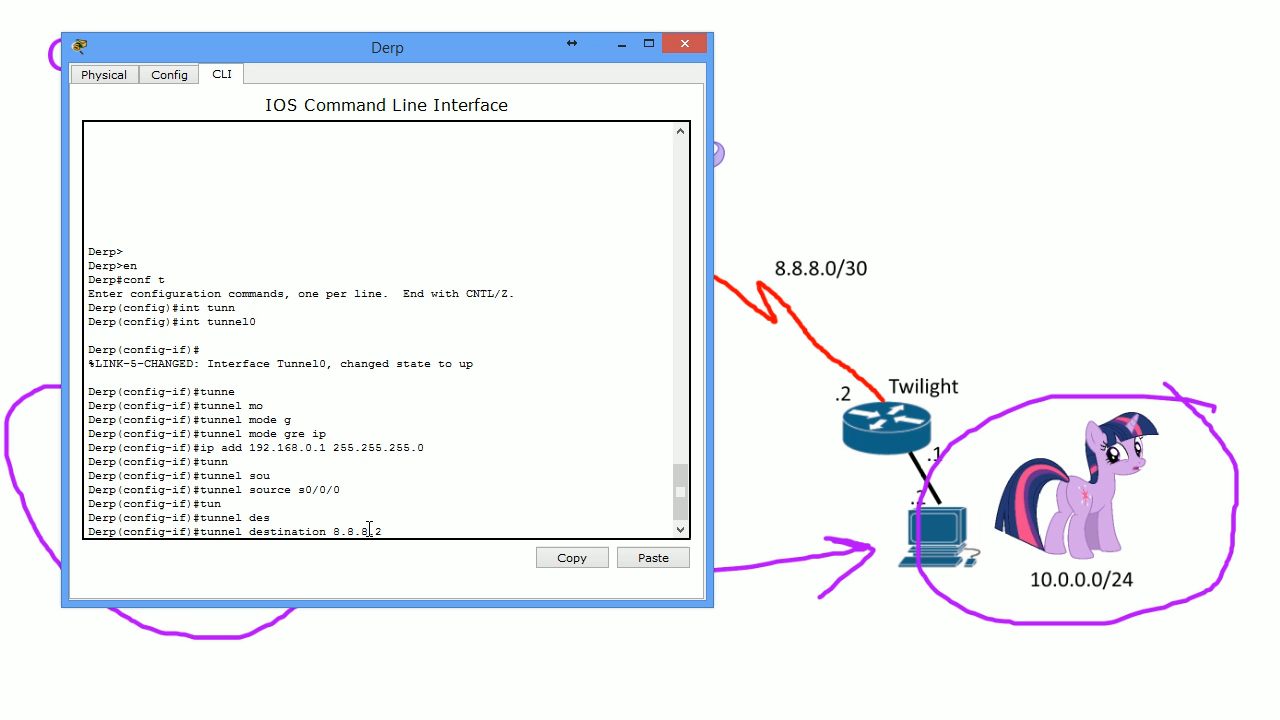 Derp
Physical
Config
CLI
IOS Command Line Interface
Derp>
Derp>en
Derp#conf t
Enter configuration commands, one per line.  End with CNTL/Z.
Derp(config)#int tunn
Derp(config)#int tunnel0
Derp(config-if)#
%LINK-5-CHANGED: Interface Tunnel0, changed state to up
Derp(config-if)#tunne
Derp(config-if)#tunnel mo
Derp(config-if)#tunnel mode g
Derp(config-if)#tunnel mode gre ip
Derp(config-if)#ip add 192.168.0.1 255.255.255.0
Derp(config-if)#tunn
Derp(config-if)#tunnel sou
Derp(config-if)#tunnel source s0/0/0
Derp(config-if)#tun
Derp(config-if)#tunnel des
Derp(config-if)#tunnel destination 8.8.8.2
Copy
Paste
8.8.8.0/30
Twilight
.2
.1
.2
10.0.0.0/24